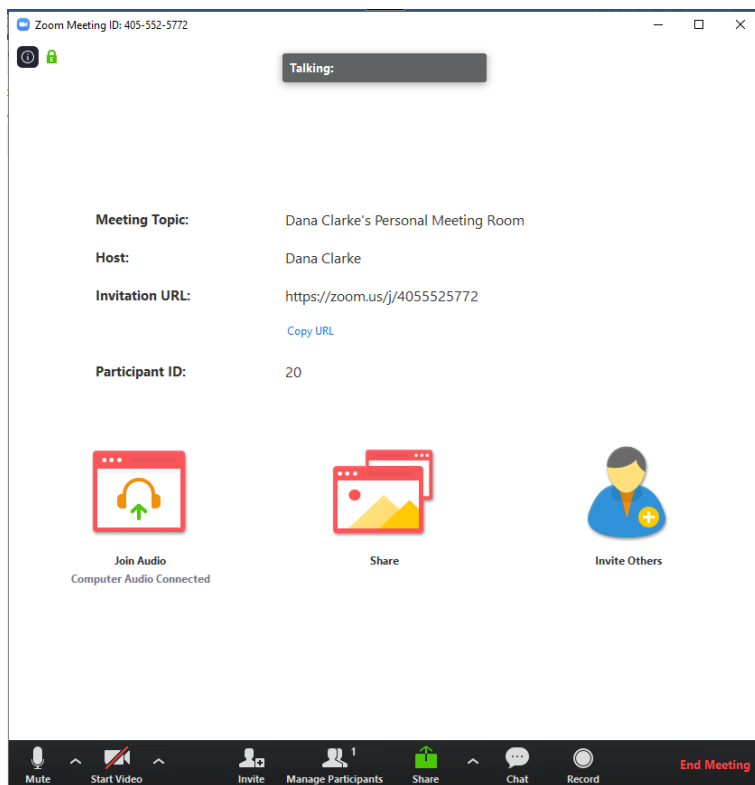 Zoom Meeting ID: 405-552-5772
Talking:
Meeting Topic: Dana Clarke's Personal Meeting Room
Host: Dana Clarke
Invitation URL: https://zoom.us/j/4055525772
Copy URL
Participant ID: 20
Join Audio Share Invite Others
Computer Audio Connected
1
Mute Start Video Invite Manage Participants Share Chat Record End Meeting